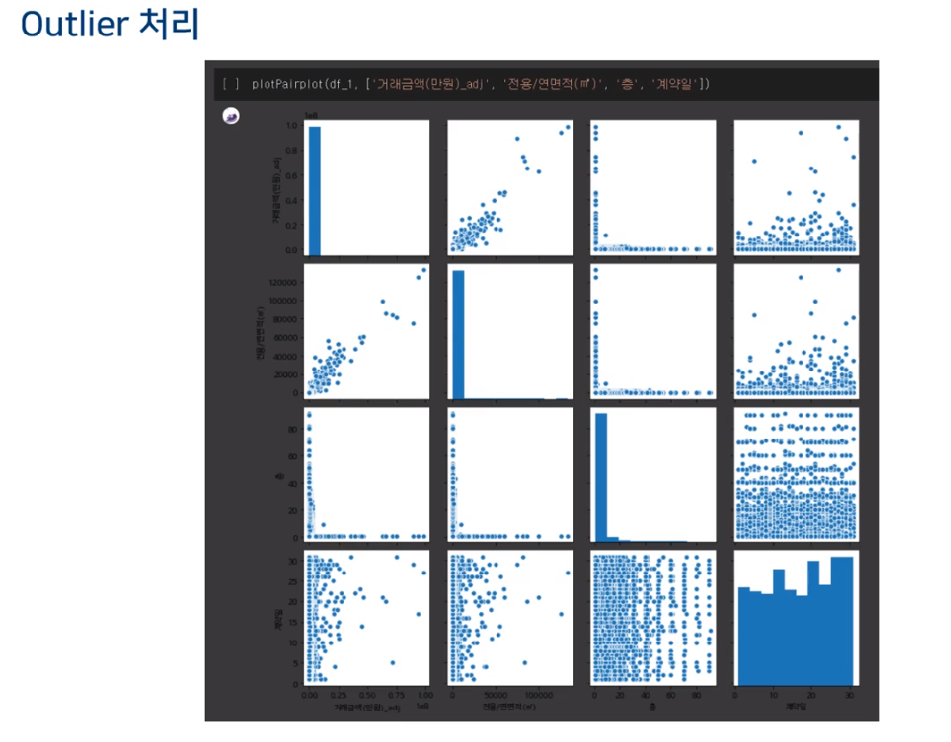 Outlier 처리
[ ] plotPairplot(df_1, ['거래금액(만원)_adj', '전용/연면적(㎡)', '층', '계약일'])
1e8
거래금액(만원)_adj
1.0
0.8
0.6
0.4
0.2
0.0
전용/연면적(㎡)
120000
100000
80000
60000
40000
20000
0
층
80
60
40
20
0
계약일
30
25
20
15
10
5
0
0.00 0.25 0.50 0.75 1.00
1e8
거래금액(만원)_adj
0 50000 100000
전용/연면적(㎡)
0 20 40 60 80
층
0 10 20 30
계약일